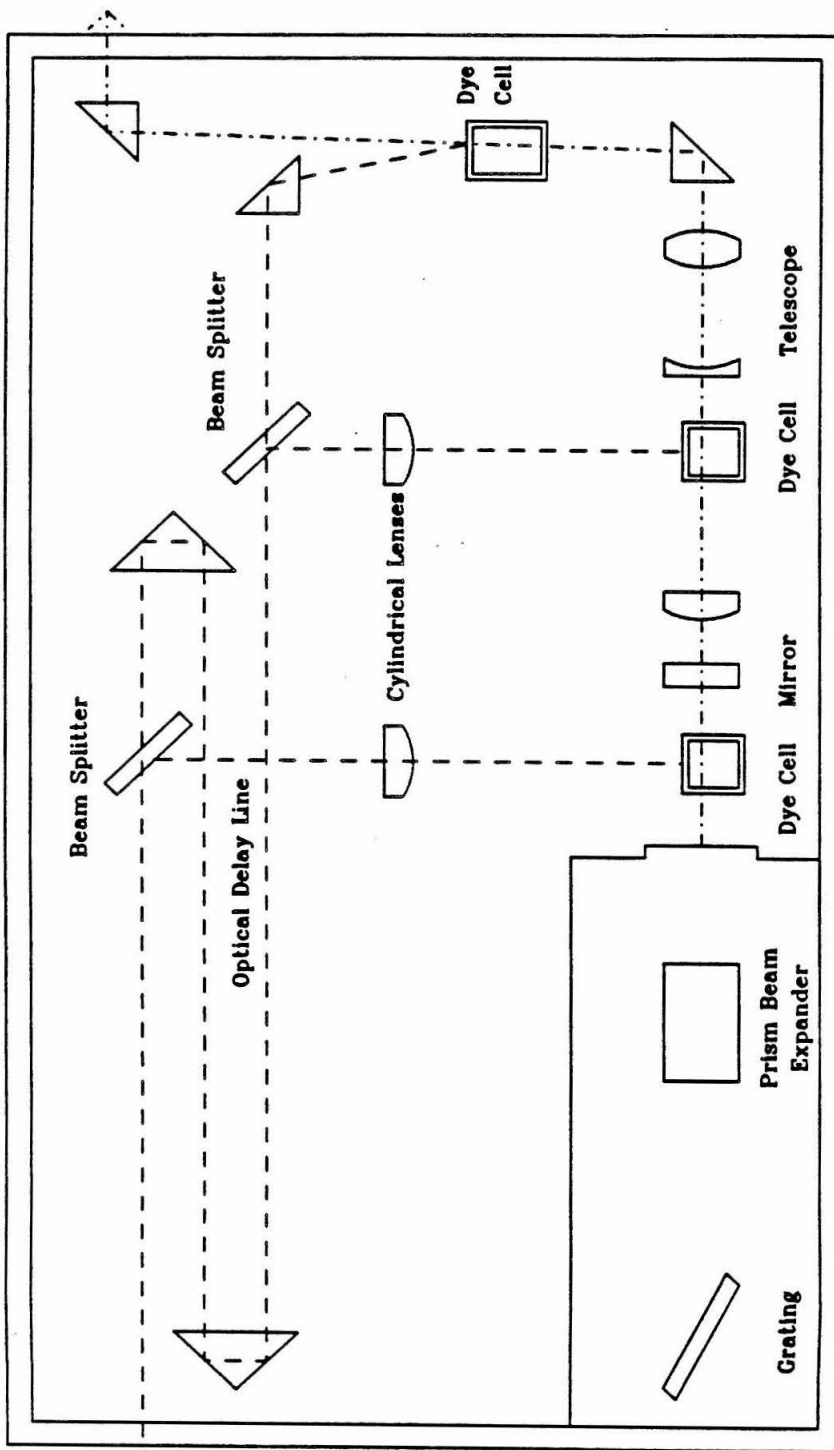 Beam Splitter
Beam Splitter
Dye
Cell
Optical Delay Line
Cylindrical Lenses
Grating
Prism Beam
Expander
Dye Cell
Mirror
Dye Cell
Telescope